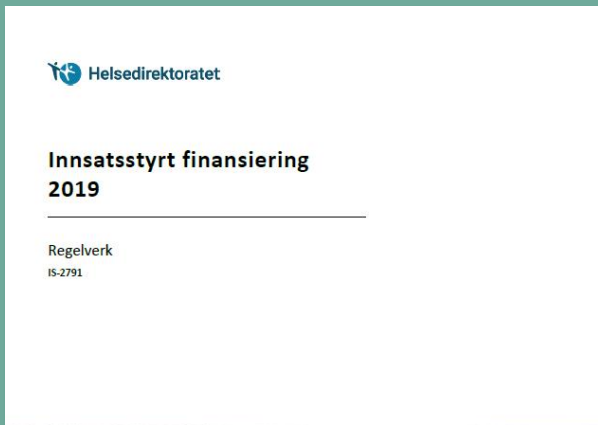 Helsedirektoratet
Innsatsstyrt finansiering
2019
Regelverk
IS-2791